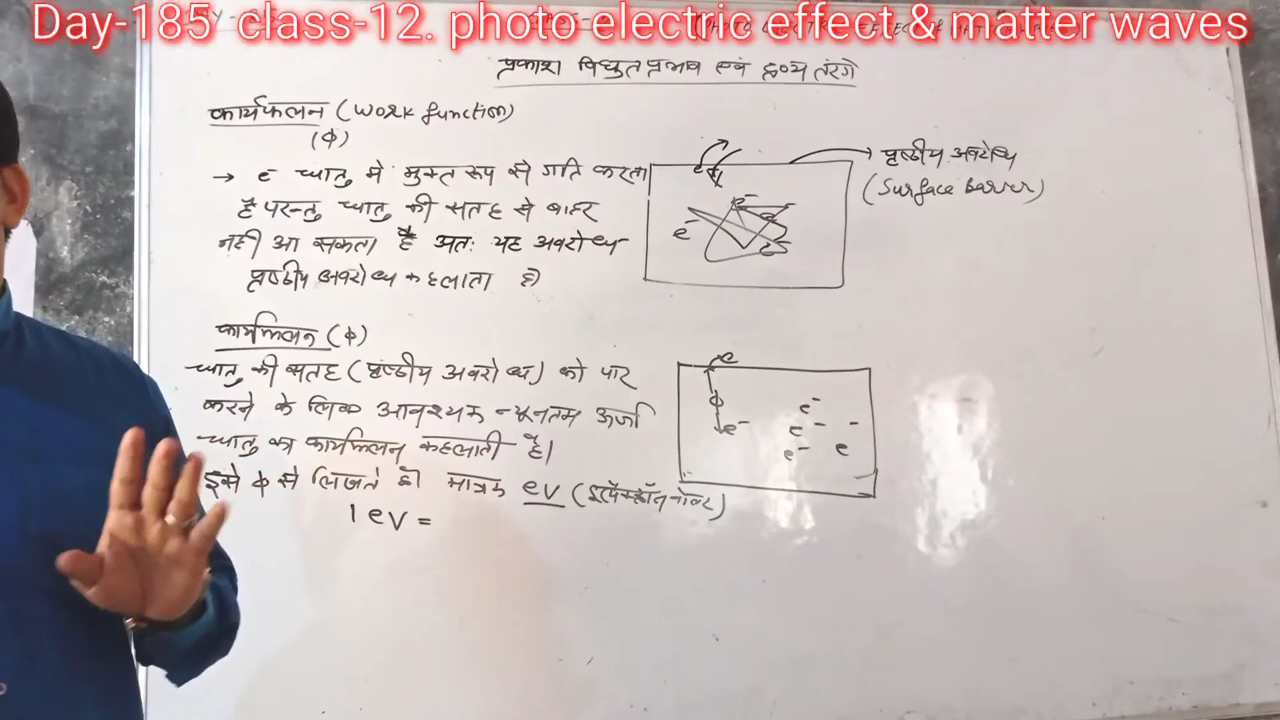 Day-185 class-12. photo electric effect & matter waves
प्रकाश विद्युत प्रभाव एवं द्रव्य तंरगे
कार्यफलन (Work function)
(Φ)
→ e धातु मे मुक्त रूप से गति करता
है परन्तु धातु की सतह से बाहर
नही आ सकता है अतः यह अवरोध्य
पृष्ठीय अवरोध्य कहलाता है
→ पृष्ठीय अवरोध्य
(Surface Barrer)
e⁻ e⁻
कार्यफलन (Φ)
धातु की सतह (पृष्ठीय अवरोध्य) को पार
करने के लिए आवश्यक न्यूनतम ऊर्जा
धातु का कार्यफलन कहलाती है।
इसे Φ से लिखते है मात्रक ev (इलेक्ट्रॉन वोल्ट)
1 eV =
e
Φ
e⁻
e⁻
e⁻
e⁻ e